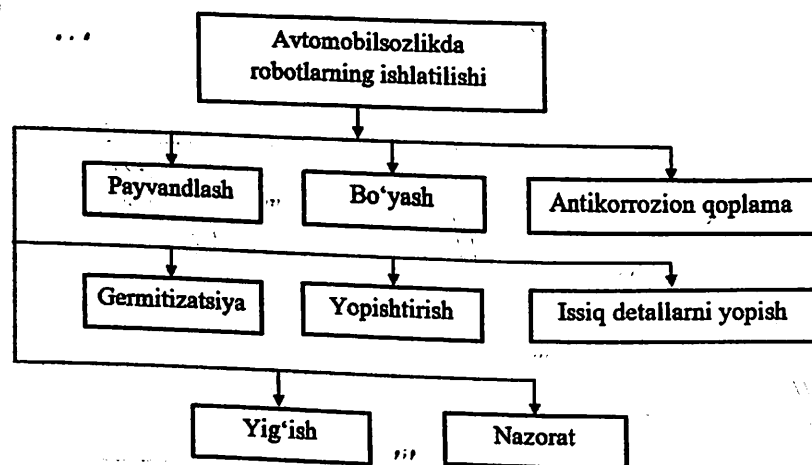 Avtomobilsozlikda
robotlarning ishlatilishi
Payvandlash
Bo‘yash
Antikorrozion qoplama
Germitizatsiya
Yopishtirish
Issiq detallarni yopish
Yig‘ish
Nazorat